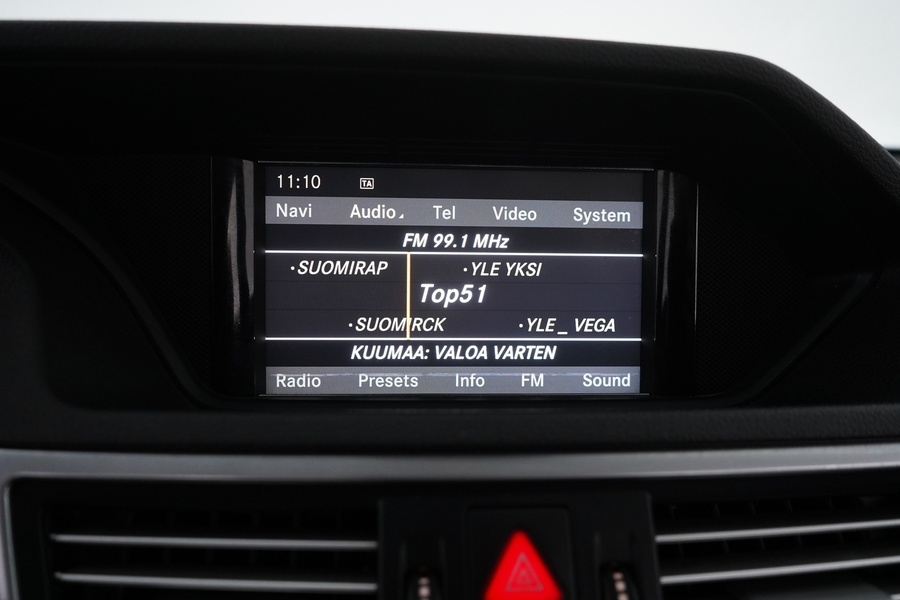 11:10 TA
Navi Audio Tel Video System
FM 99.1 MHz
·SUOMIRAP ·YLE YKSI
Top51
·SUOMIRCK ·YLE_ VEGA
KUUMAA: VALOA VARTEN
Radio Presets Info FM Sound